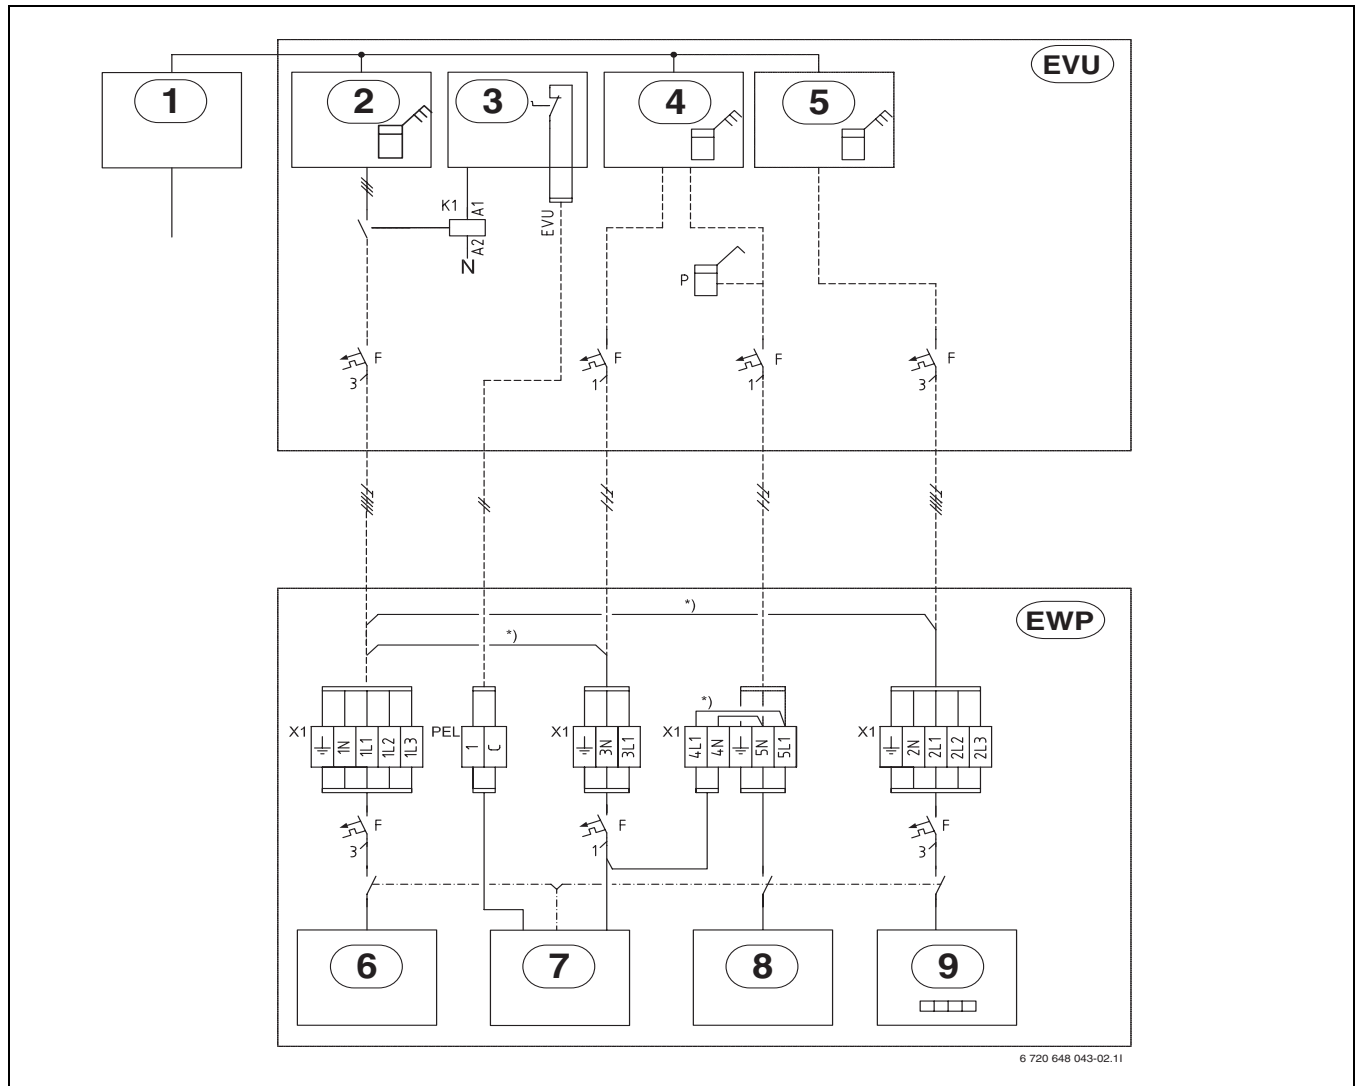 EVU
1
2
3
4
5
K1
A1
A2
N
EVU
P
F
3
F
1
F
1
F
3
EWP
*)
*)
*)
X1
1N
1L1
1L2
1L3
PEL
1
C
X1
3N
3L1
X1
4L1
4N
5N
5L1
X1
2N
2L1
2L2
2L3
F
3
F
1
F
3
6
7
8
9
6 720 648 043-02.1I